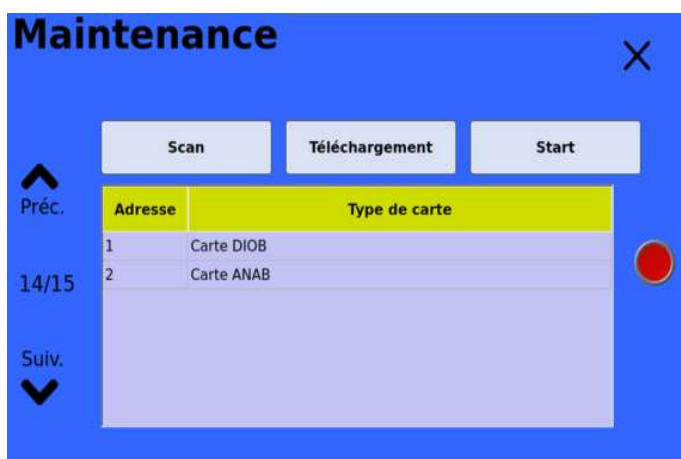 Maintenance
Scan Téléchargement Start
Préc.
Adresse Type de carte
1 Carte DIOB
2 Carte ANAB
14/15
Suiv.